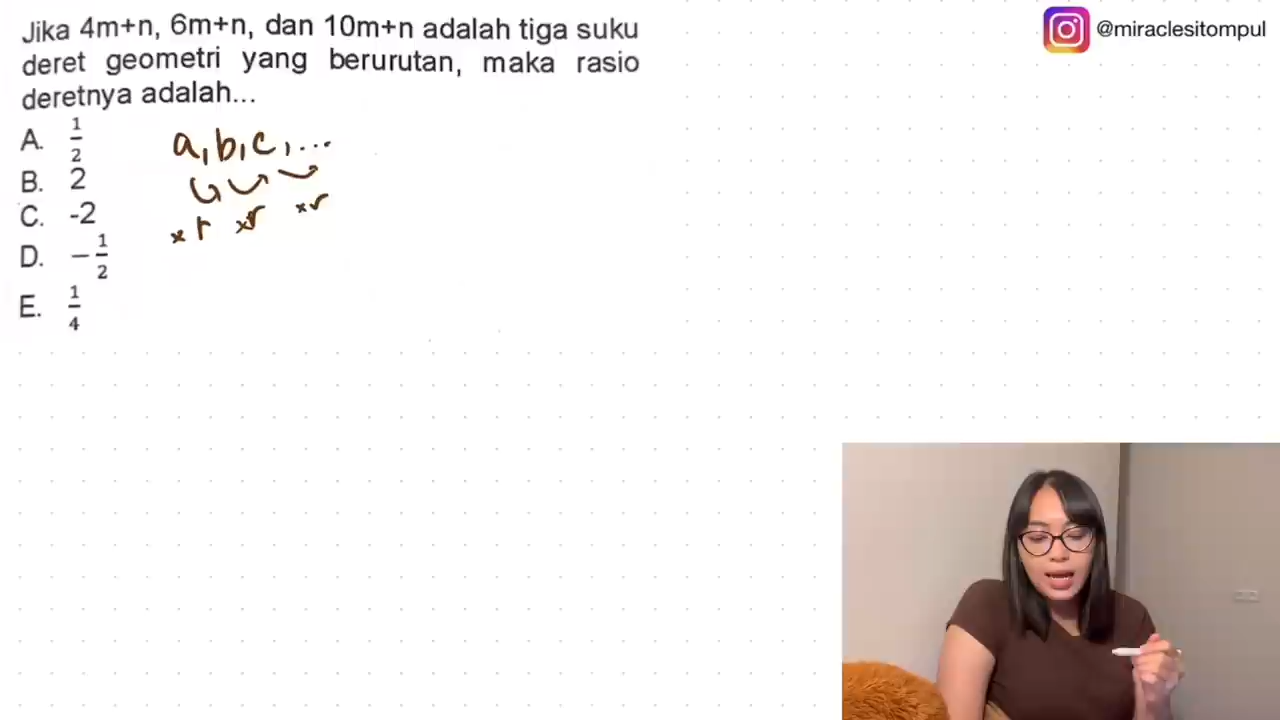 Jika 4m+n, 6m+n, dan 10m+n adalah tiga suku
deret geometri yang berurutan, maka rasio
deretnya adalah...
A. 1/2
B. 2
C. -2
D. -1/2
E. 1/4
a, b, c, ...
×r ×r ×r
@miraclesitompul